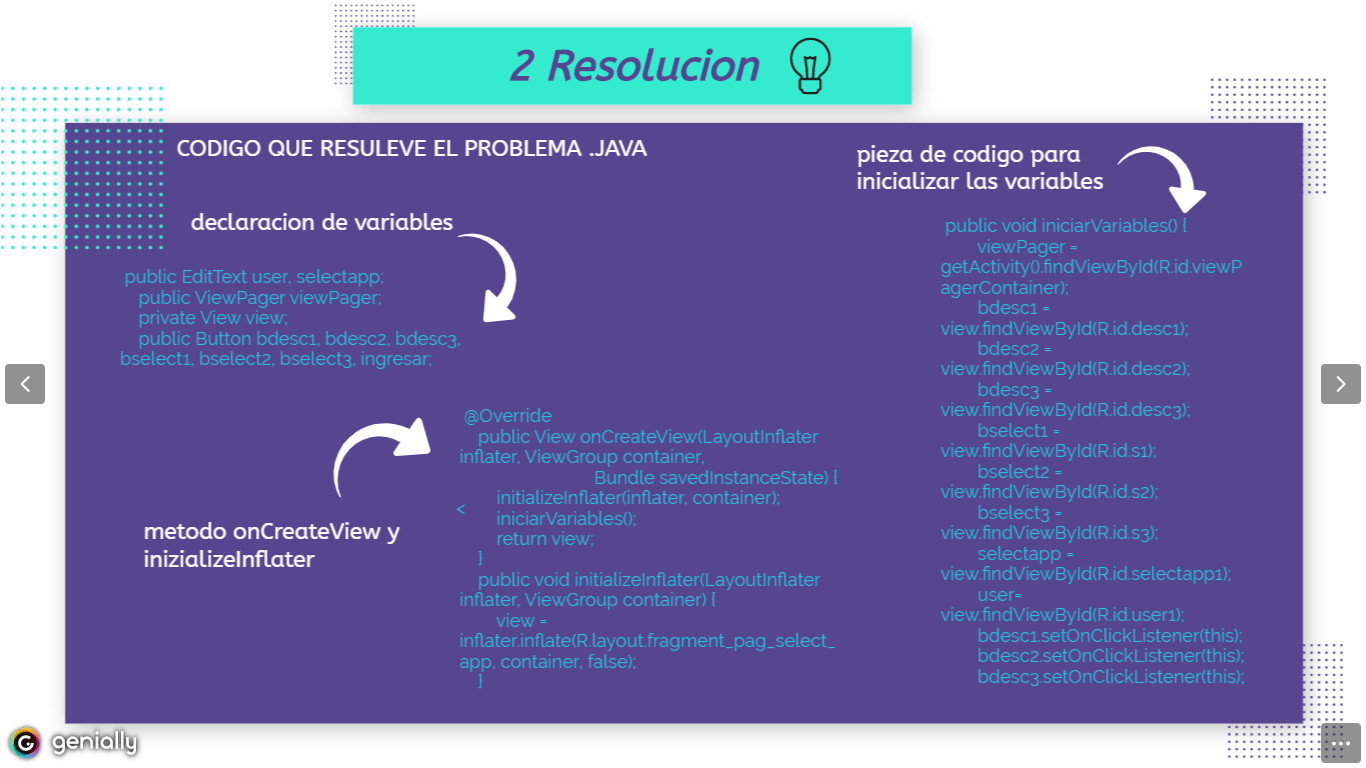 2 Resolucion
CODIGO QUE RESULEVE EL PROBLEMA .JAVA
declaracion de variables
public EditText user, selectapp;
public ViewPager viewPager;
private View view;
public Button bdesc1, bdesc2, bdesc3,
bselect1, bselect2, bselect3, ingresar;
metodo onCreateView y
inizializeInflater
@Override
public View onCreateView(LayoutInflater
inflater, ViewGroup container,
Bundle savedInstanceState) {
initializeInflater(inflater, container);
<
iniciarVariables();
return view;
}
public void initializeInflater(LayoutInflater
inflater, ViewGroup container) {
view =
inflater.inflate(R.layout.fragment_pag_select_
app, container, false);
}
pieza de codigo para
inicializar las variables
public void iniciarVariables() {
viewPager =
getActivity().findViewById(R.id.viewP
agerContainer);
bdesc1 =
view.findViewById(R.id.desc1);
bdesc2 =
view.findViewById(R.id.desc2);
bdesc3 =
view.findViewById(R.id.desc3);
bselect1 =
view.findViewById(R.id.s1);
bselect2 =
view.findViewById(R.id.s2);
bselect3 =
view.findViewById(R.id.s3);
selectapp =
view.findViewById(R.id.selectapp1);
user=
view.findViewById(R.id.user1);
bdesc1.setOnClickListener(this);
bdesc2.setOnClickListener(this);
bdesc3.setOnClickListener(this);
genially